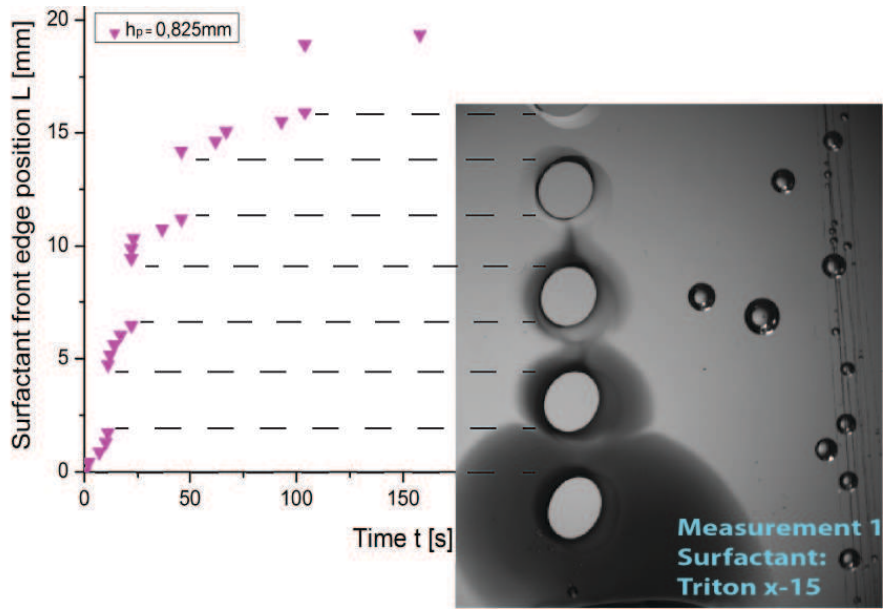 Surfactant front edge position L [mm]
20
15
10
5
0
hp = 0,825mm
0
50
100
150
Time t [s]
Measurement 1
Surfactant:
Triton x-15